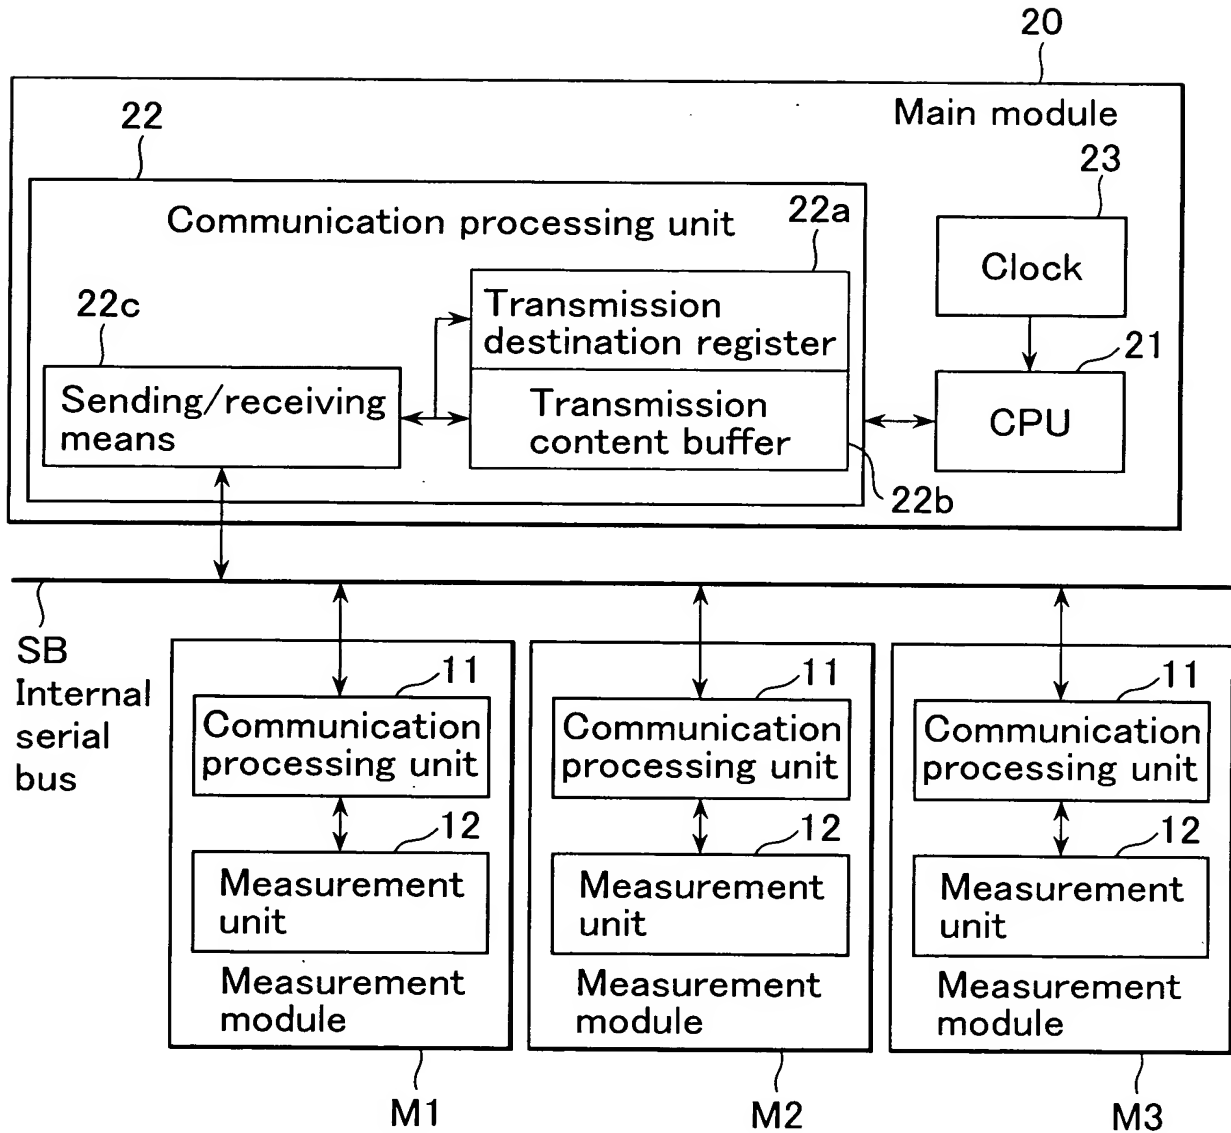 20
Main module
22
23
Communication processing unit
22a
Clock
22c
Transmission
destination register
21
Sending/receiving
means
Transmission
content buffer
CPU
22b
SB
Internal
serial
bus
11
Communication
processing unit
12
Measurement
unit
Measurement
module
M1
11
Communication
processing unit
12
Measurement
unit
Measurement
module
M2
11
Communication
processing unit
12
Measurement
unit
Measurement
module
M3